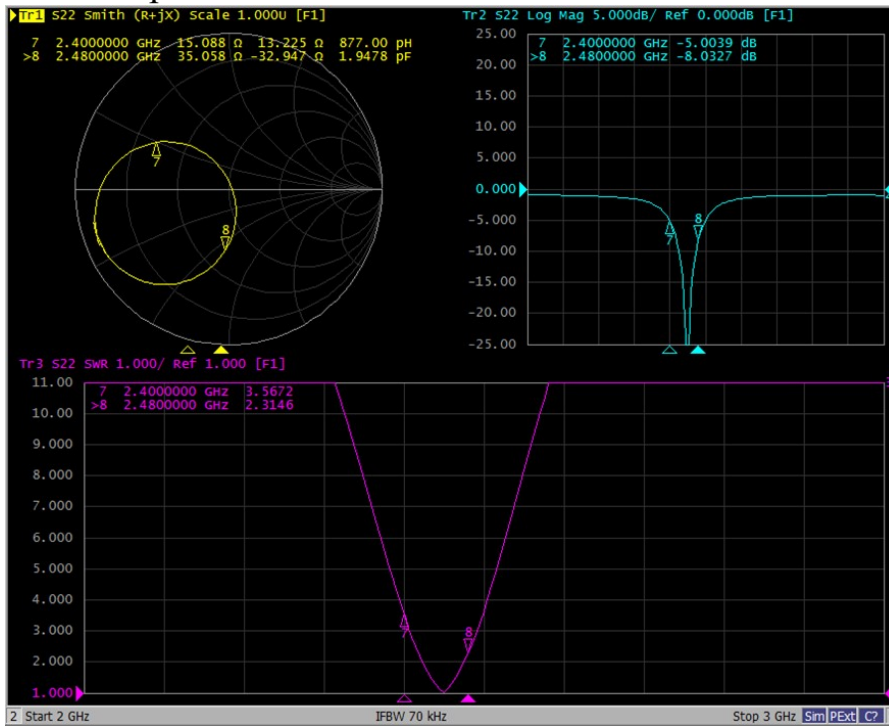 Tr1 S22 Smith (R+jX) Scale 1.000U [F1]
7 2.4000000 GHz 15.088 Ω 13.225 Ω 877.00 pH
>8 2.4800000 GHz 35.058 Ω -32.947 Ω 1.9478 pF
7
8
Tr2 S22 Log Mag 5.000dB/ Ref 0.000dB [F1]
25.00
7 2.4000000 GHz -5.0039 dB
>8 2.4800000 GHz -8.0327 dB
20.00
15.00
10.00
5.000
0.000
-5.000
8
7
-10.00
-15.00
-20.00
-25.00
Tr3 S22 SWR 1.000/ Ref 1.000 [F1]
11.00
7 2.4000000 GHz 3.5672
>8 2.4800000 GHz 2.3146
10.00
9.000
8.000
7.000
6.000
5.000
4.000
3.000
7
8
2.000
1.000
2 Start 2 GHz IFBW 70 kHz Stop 3 GHz Sim PExt C?